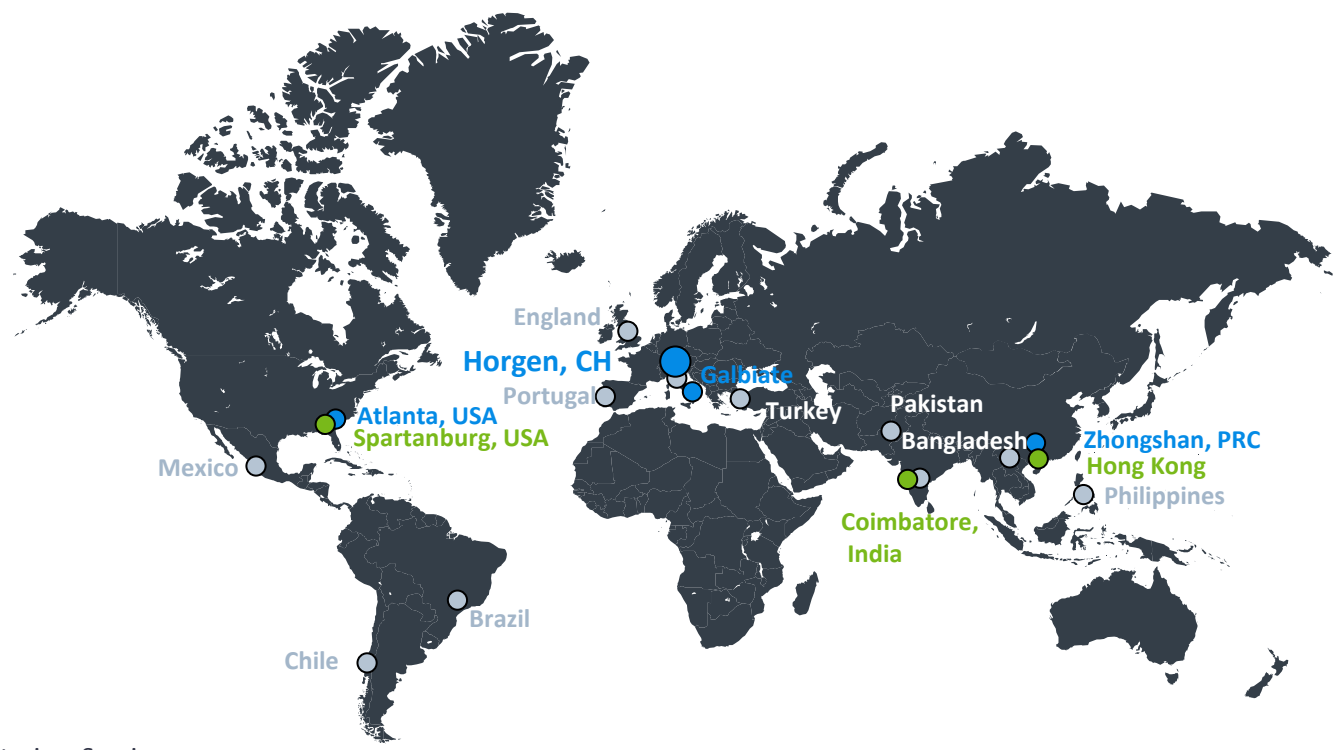 England
Horgen, CH
Galbiate
Portugal
Turkey
Pakistan
Atlanta, USA
Spartanburg, USA
Bangladesh
Zhongshan, PRC
Hong Kong
Mexico
Philippines
Coimbatore,
India
Brazil
Chile